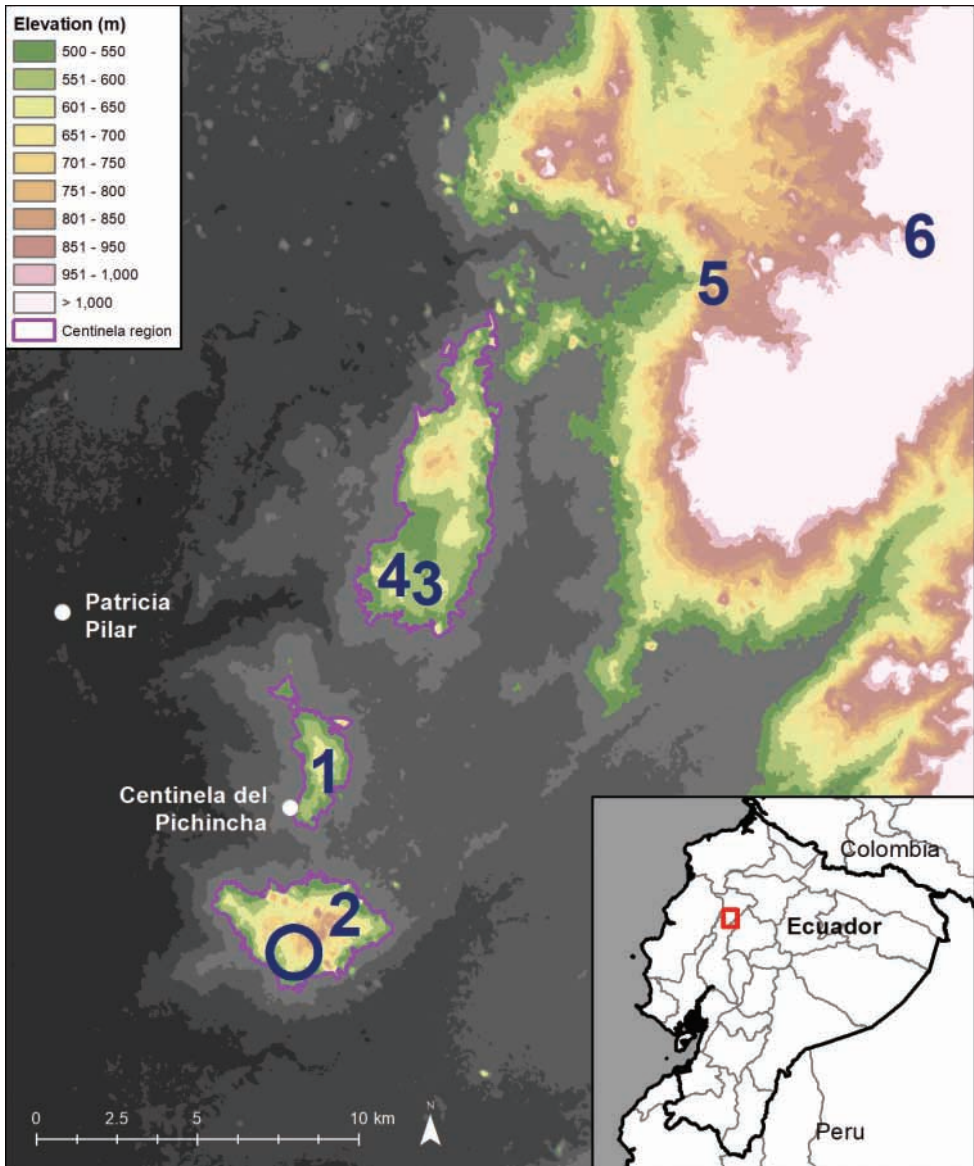 Elevation (m)
500 - 550
551 - 600
601 - 650
651 - 700
701 - 750
751 - 800
801 - 850
851 - 950
951 - 1,000
> 1,000
Centinela region
6
5
4 3
Patricia
Pilar
1
Centinela del
Pichincha
2
Colombia
Ecuador
Peru
0 2.5 5 10 km
N